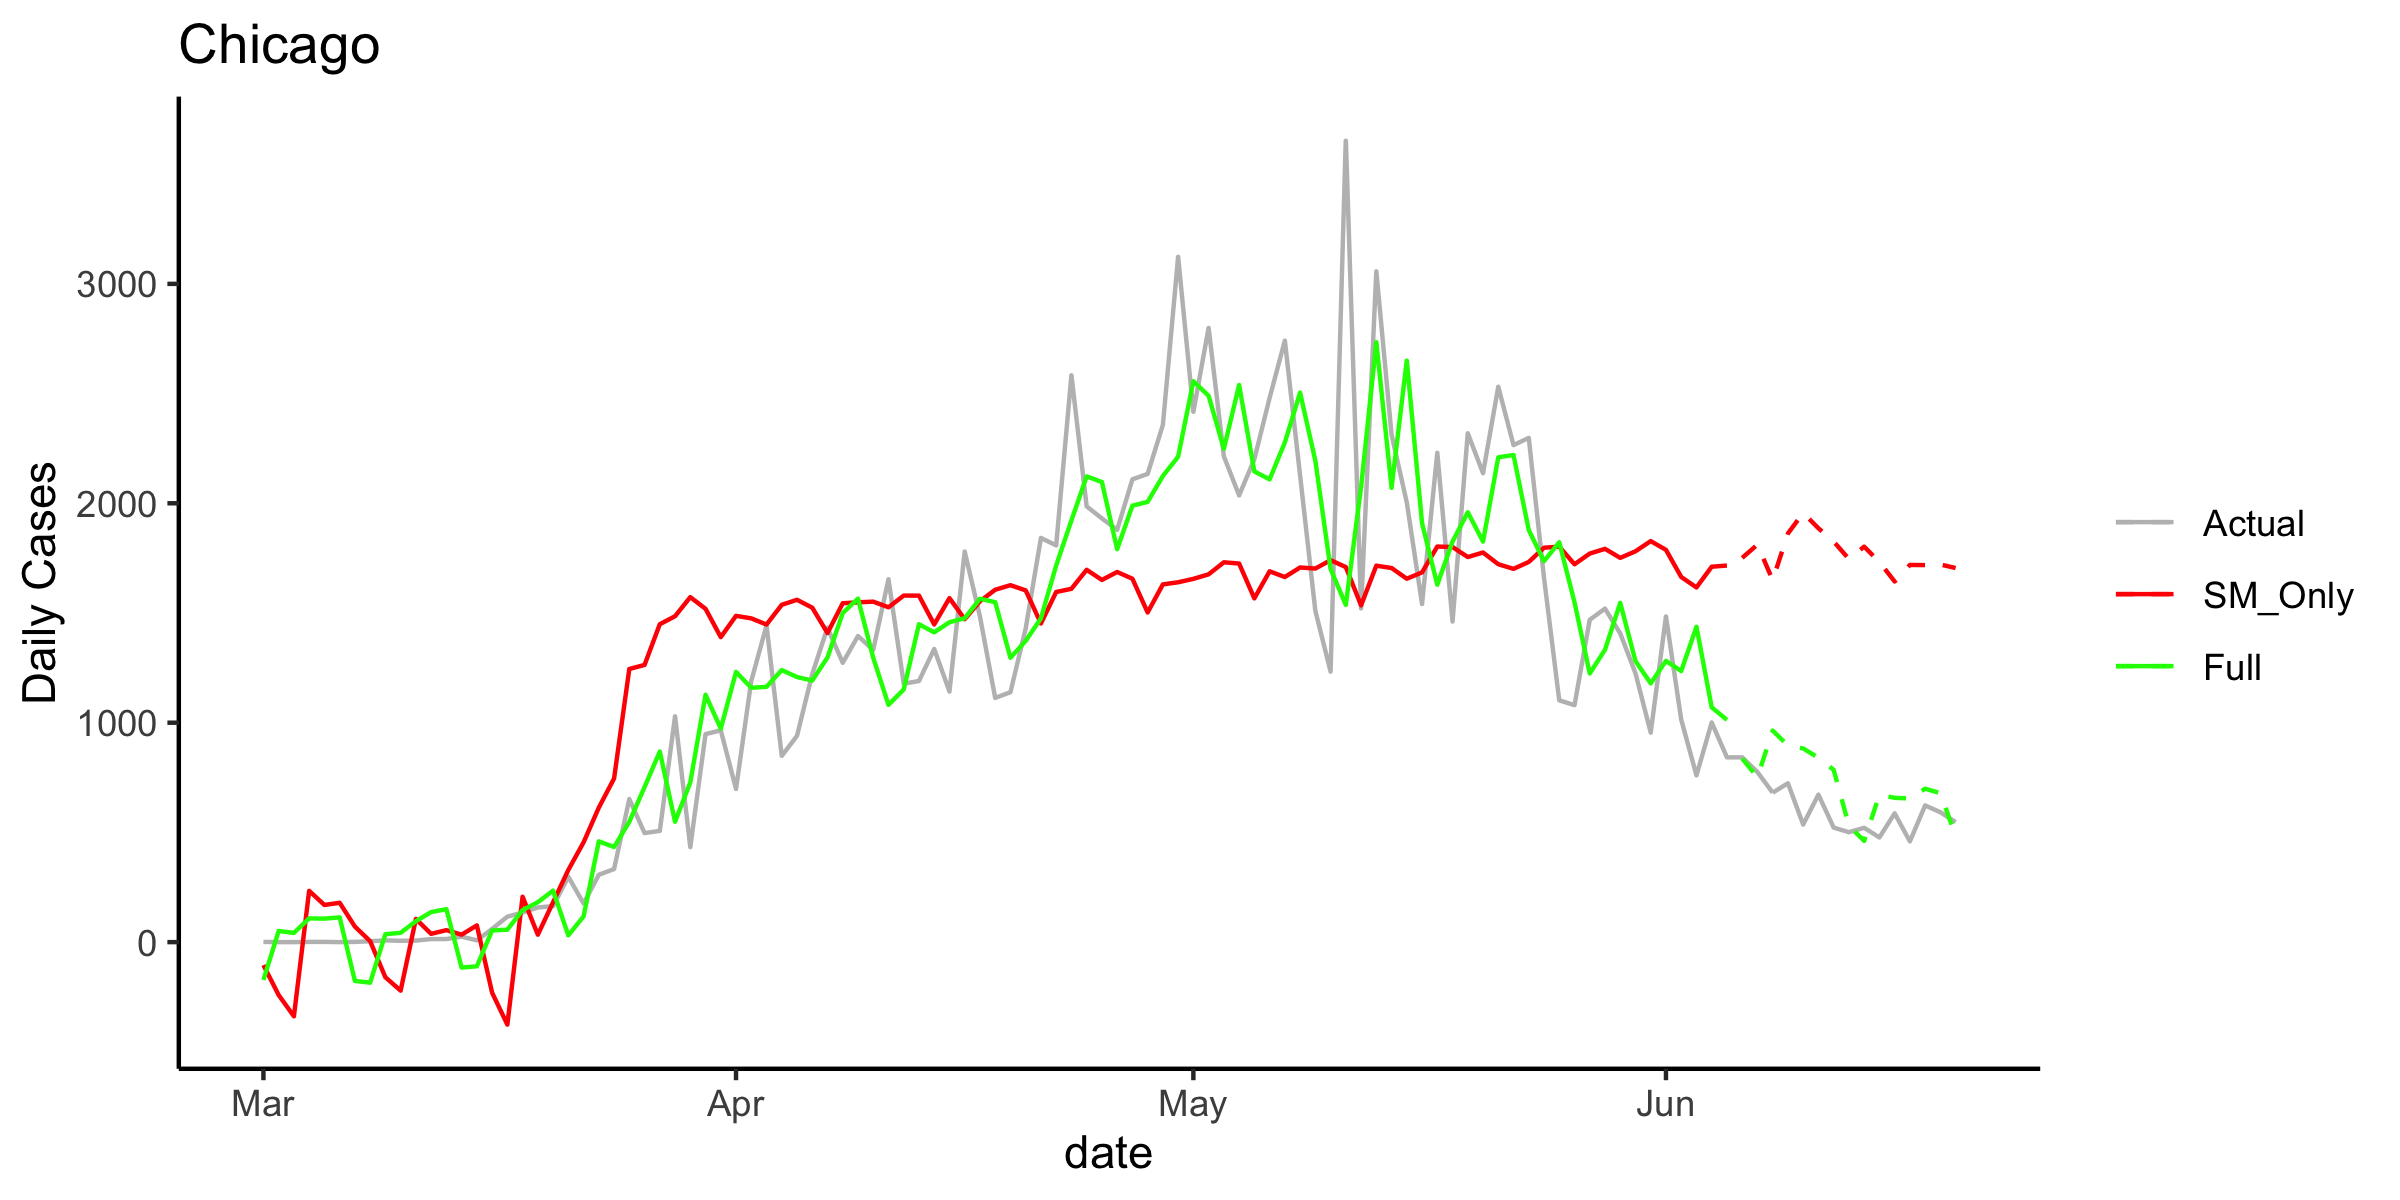 Chicago
Daily Cases
3000
2000
1000
0
Mar Apr May Jun
date
Actual
SM_Only
Full